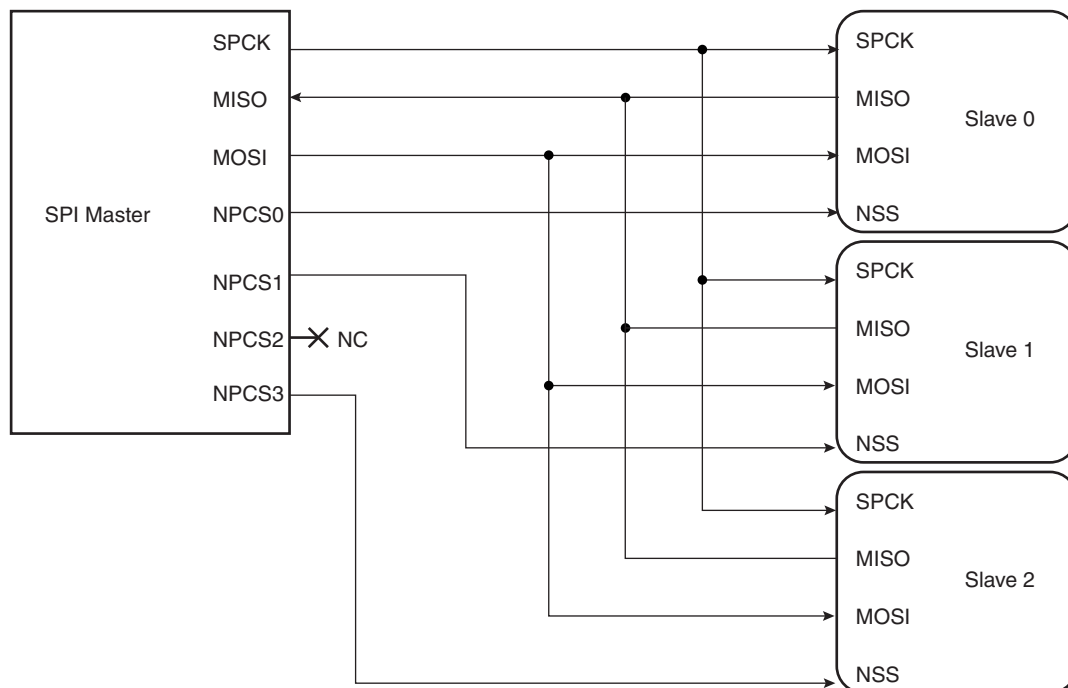 SPI Master
SPCK
MISO
MOSI
NPCS0
NPCS1
NPCS2
NC
NPCS3
SPCK
MISO
Slave 0
MOSI
NSS
SPCK
MISO
Slave 1
MOSI
NSS
SPCK
MISO
Slave 2
MOSI
NSS